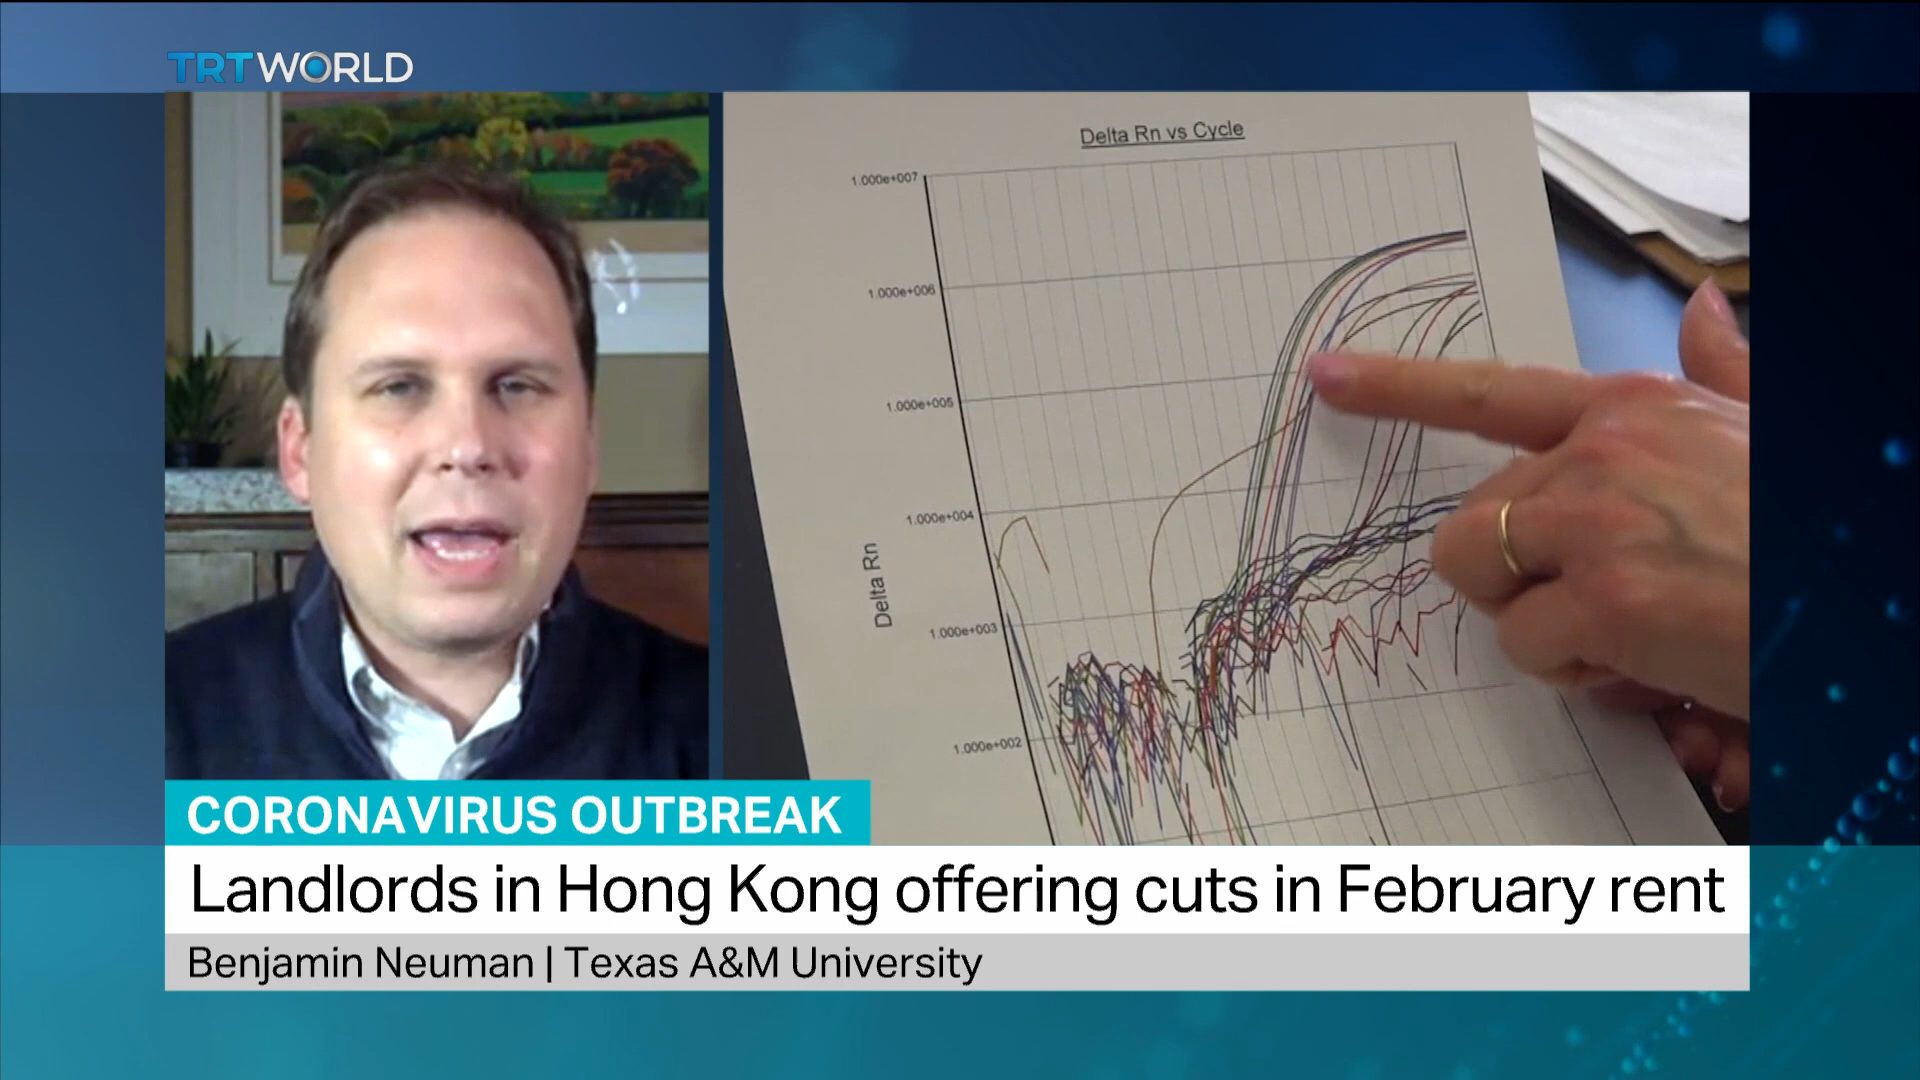 TRT WORLD
Delta Rn vs Cycle
1.000e+007
1.000e+006
1.000e+005
1.000e+004
Delta Rn
1.000e+003
1.000e+002
CORONAVIRUS OUTBREAK
Landlords in Hong Kong offering cuts in February rent
Benjamin Neuman | Texas A&M University